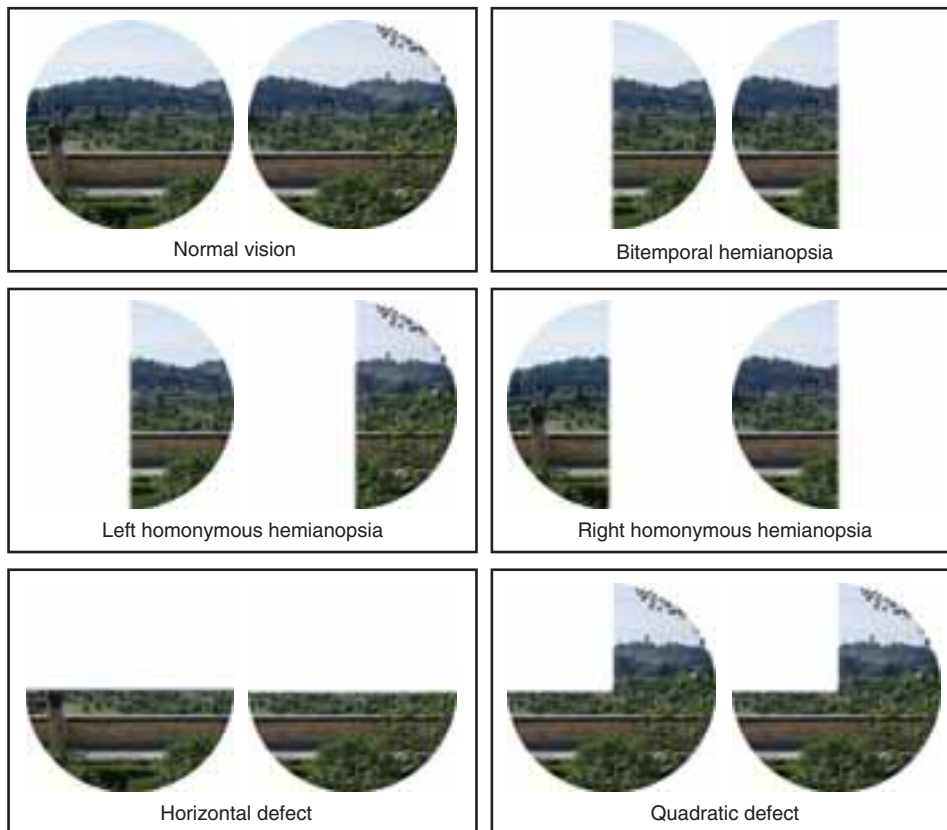 Normal vision
Bitemporal hemianopsia
Left homonymous hemianopsia
Right homonymous hemianopsia
Horizontal defect
Quadratic defect